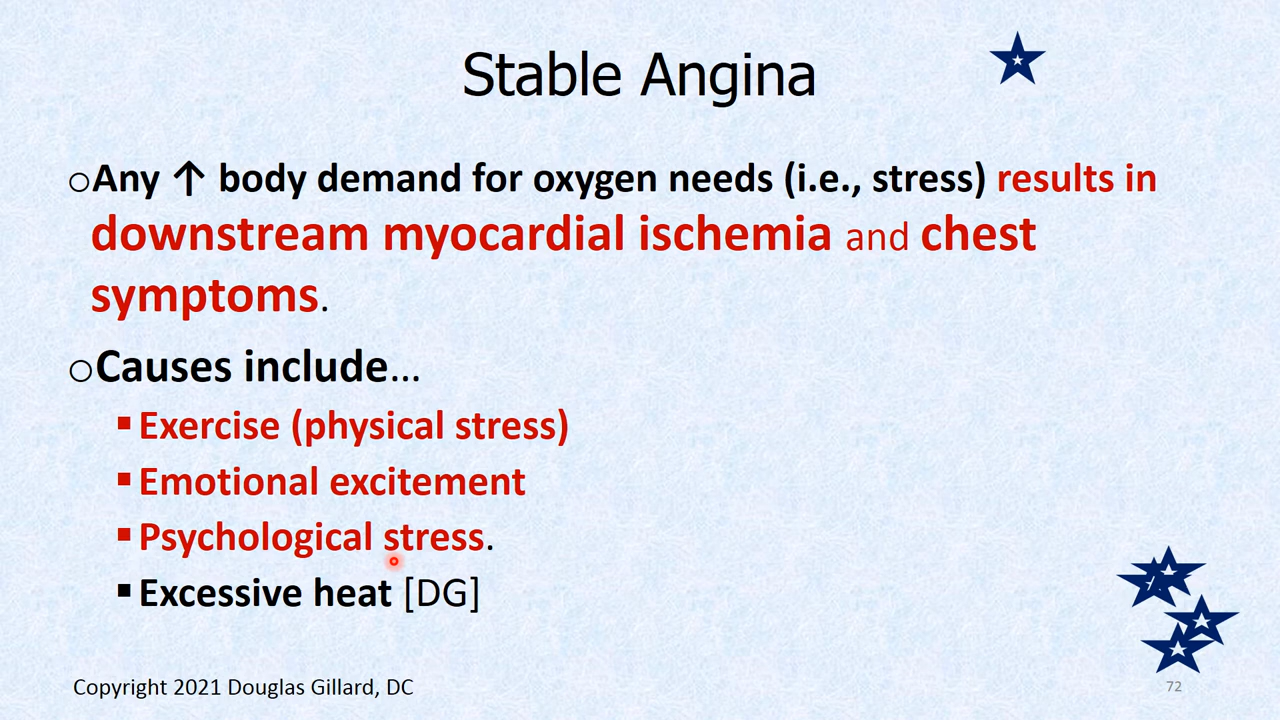 Stable Angina
○Any ↑ body demand for oxygen needs (i.e., stress) results in
downstream myocardial ischemia and chest
symptoms.
○Causes include…
▪Exercise (physical stress)
▪Emotional excitement
▪Psychological stress.
▪Excessive heat [DG]
Copyright 2021 Douglas Gillard, DC
72